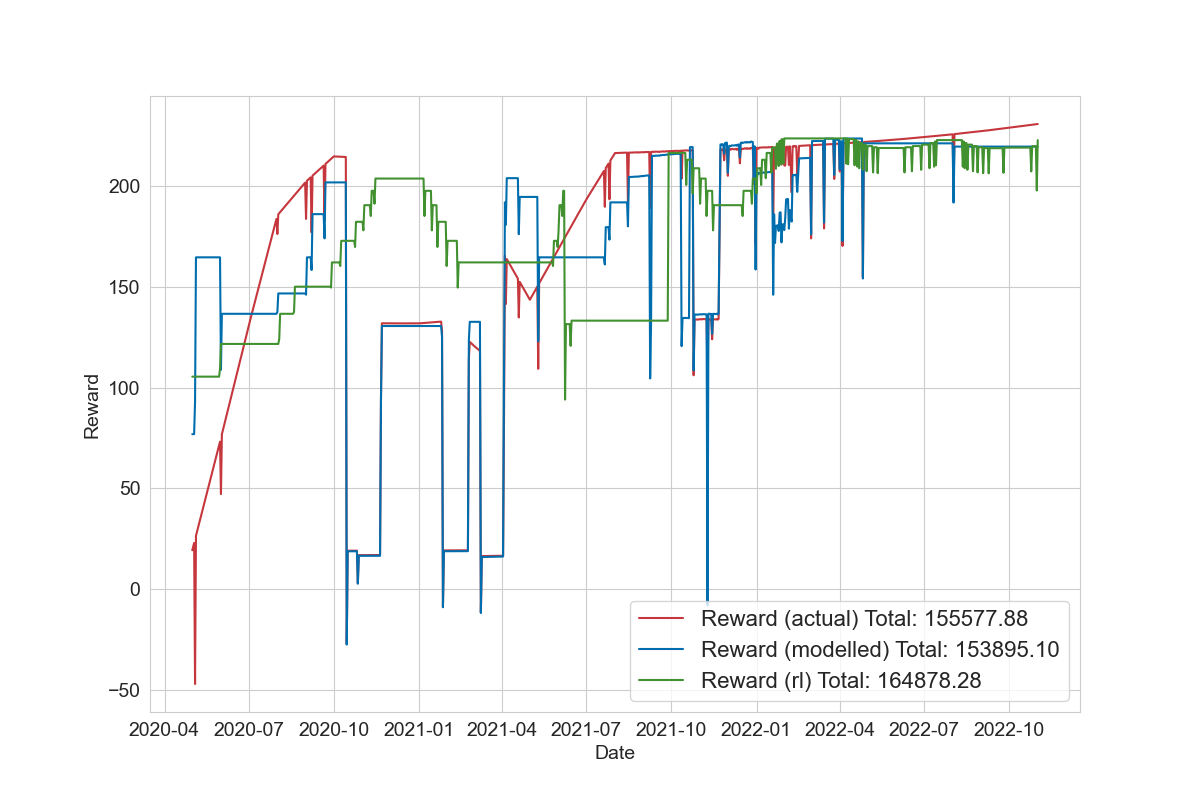 200
150
100
50
0
−50
Reward
Reward (actual) Total: 155577.88
Reward (modelled) Total: 153895.10
Reward (rl) Total: 164878.28
2020-04 2020-07 2020-10 2021-01 2021-04 2021-07 2021-10 2022-01 2022-04 2022-07 2022-10
Date